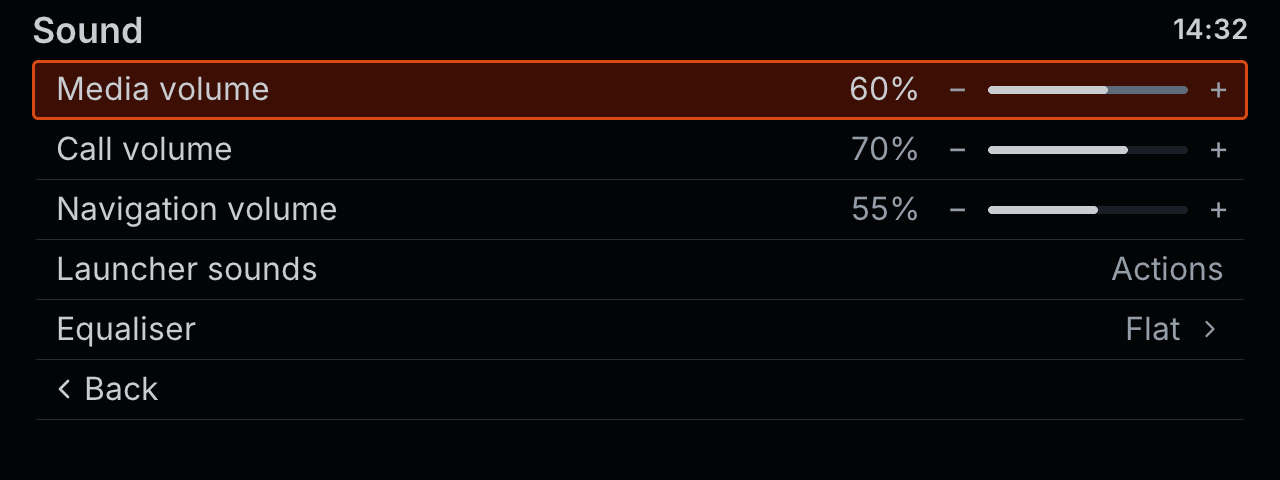 Sound 14:32
Media volume 60% − +
Call volume 70% − +
Navigation volume 55% − +
Launcher sounds Actions
Equaliser Flat >
< Back